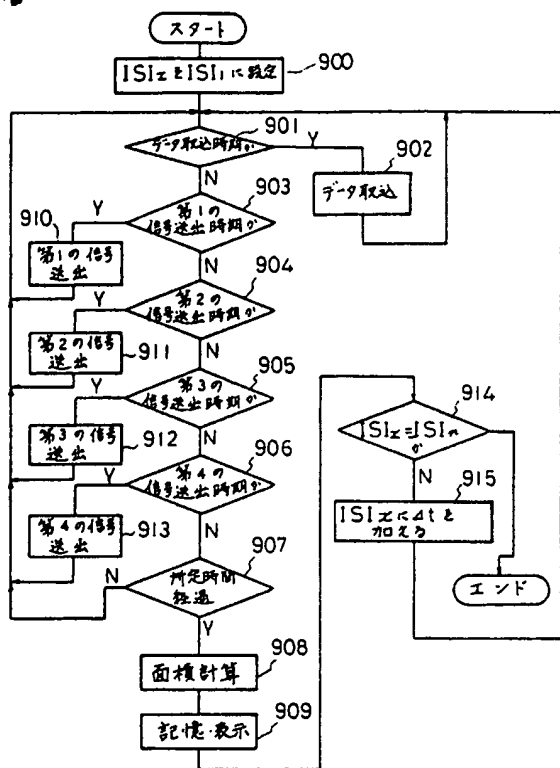 スタート
ISIxをISI1に設定
900
901
データ取込時期か
Y
902
データ取込
N
903
第1の
信号送出時期か
Y
910
第1の信号
送出
N
904
第2の
信号送出時期か
Y
第2の信号
送出
911
N
905
第3の
信号送出時期か
Y
第3の信号
送出
912
N
906
第4の
信号送出時期か
Y
第4の信号
送出
913
N
907
所定時間
経過
N
Y
908
面積計算
909
記憶・表示
914
ISIx=ISIn
か
N
915
ISIxにΔtを
加える
エンド